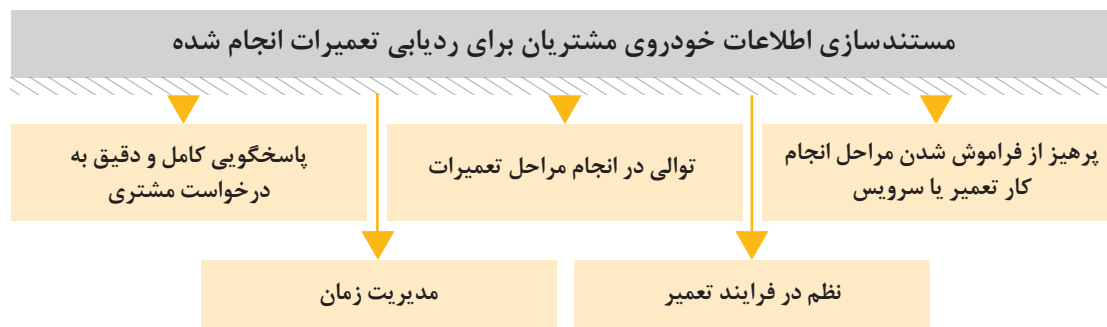 مستندسازی اطلاعات خودروی مشتریان برای ردیابی تعمیرات انجام شده
پرهیز از فراموش شدن مراحل انجام
کار تعمیر یا سرویس
توالی در انجام مراحل تعمیرات
پاسخگویی کامل و دقیق به
درخواست مشتری
نظم در فرایند تعمیر
مدیریت زمان